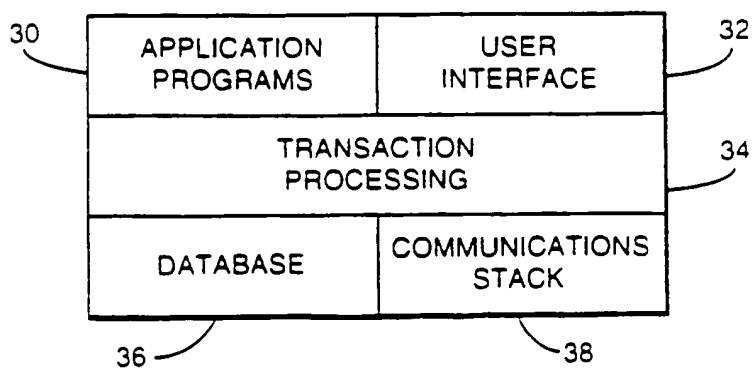 30
APPLICATION
PROGRAMS
USER
INTERFACE
32
TRANSACTION
PROCESSING
34
DATABASE
COMMUNICATIONS
STACK
36
38